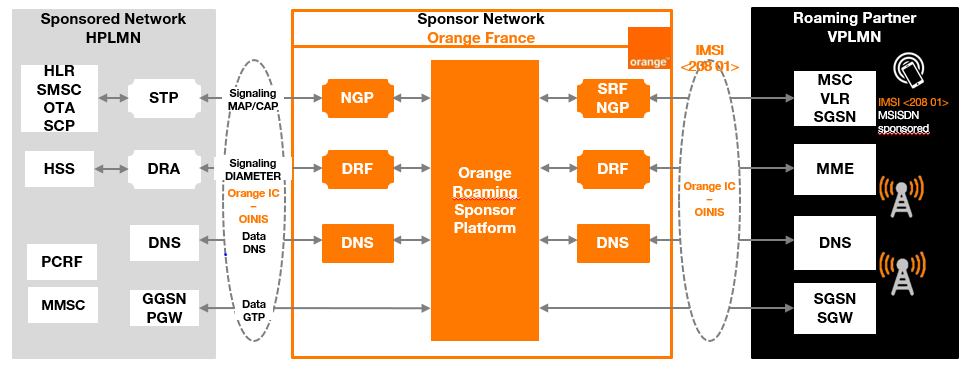 Sponsored Network
HPLMN
HLR
SMSC
OTA
SCP
STP
HSS
DRA
DNS
PCRF
MMSC
GGSN
PGW
Signaling
MAP/CAP
Signaling
DIAMETER
Orange IC
–
OINIS
Data
DNS
Data
GTP
Sponsor Network
Orange France
orange™
NGP
DRF
DNS
Orange
Roaming
Sponsor
Platform
SRF
NGP
DRF
DNS
IMSI
<208 01>
Orange IC
–
OINIS
Roaming Partner
VPLMN
MSC
VLR
SGSN
IMSI <208 01>
MSISDN
sponsored
MME
DNS
SGSN
SGW